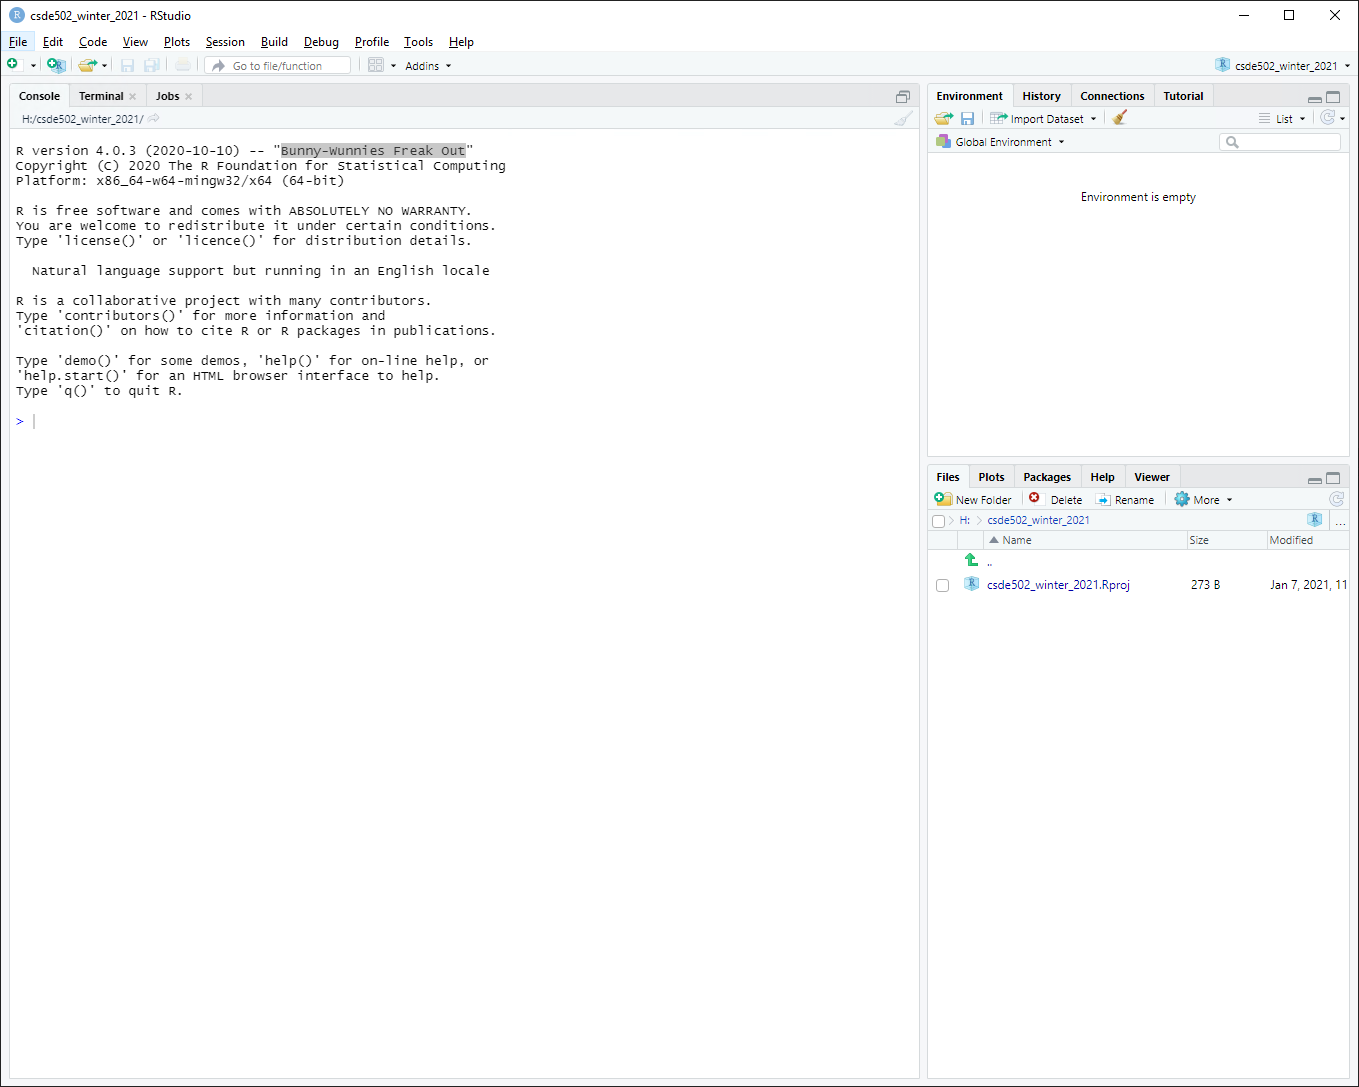 csde502_winter_2021 - RStudio
File Edit Code View Plots Session Build Debug Profile Tools Help
Go to file/function Addins csde502_winter_2021
Console Terminal Jobs
H:/csde502_winter_2021/
R version 4.0.3 (2020-10-10) -- "Bunny-Wunnies Freak Out"
Copyright (C) 2020 The R Foundation for Statistical Computing
Platform: x86_64-w64-mingw32/x64 (64-bit)
R is free software and comes with ABSOLUTELY NO WARRANTY.
You are welcome to redistribute it under certain conditions.
Type 'license()' or 'licence()' for distribution details.
Natural language support but running in an English locale
R is a collaborative project with many contributors.
Type 'contributors()' for more information and
'citation()' on how to cite R or R packages in publications.
Type 'demo()' for some demos, 'help()' for on-line help, or
'help.start()' for an HTML browser interface to help.
Type 'q()' to quit R.
>
Environment History Connections Tutorial
Import Dataset List
Global Environment
Environment is empty
Files Plots Packages Help Viewer
New Folder Delete Rename More
H: csde502_winter_2021 ...
Name Size Modified
..
csde502_winter_2021.Rproj 273 B Jan 7, 2021, 11